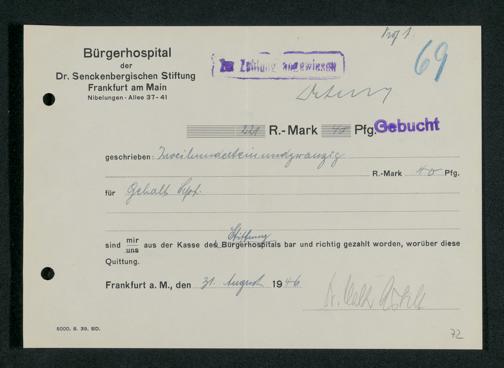 Bürgerhospital
der
Dr. Senckenbergischen Stiftung
Frankfurt am Main
Nibelungen-Allee 37-41
69
Zur Zahlung angewiesen
221 R.-Mark 40 Pfg.
Gebucht
geschrieben: Zweihunderteinundzwanzig
R.-Mark 40 Pfg.
für Gehalt Sept.
Stiftung
sind mir
uns aus der Kasse des Bürgerhospitals bar und richtig gezahlt worden, worüber diese
Quittung.
Frankfurt a. M., den 31. August 1946
Dr.
5000. 8. 39. BD.
72